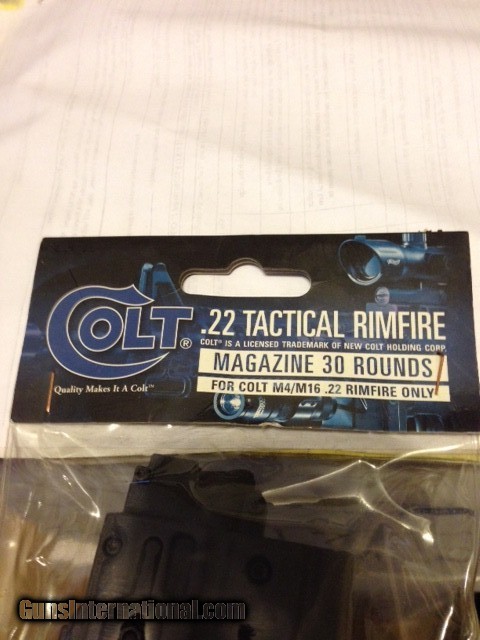 COLT®
Quality Makes It A Colt™
.22 TACTICAL RIMFIRE
COLT® IS A LICENSED TRADEMARK OF NEW COLT HOLDING CORP.
MAGAZINE 30 ROUNDS
FOR COLT M4/M16 .22 RIMFIRE ONLY
GunsInternational.com